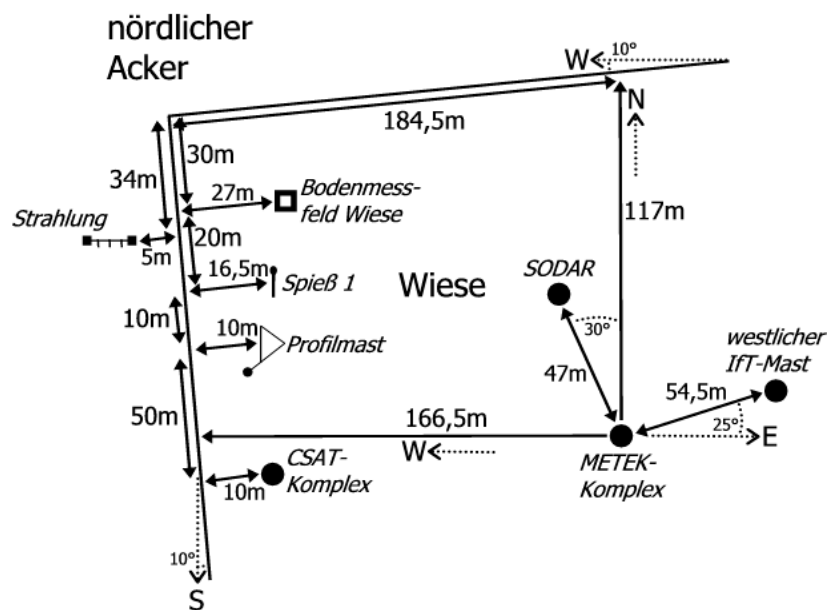 nördlicher
Acker
W
10°
N
184,5m
30m
34m
27m
Bodenmess-
feld Wiese
Strahlung
5m
20m
117m
16,5m
Spieß 1
Wiese
SODAR
10m
10m
Profilmast
30°
westlicher
IfT-Mast
47m
54,5m
50m
166,5m
25°
W
E
CSAT-
Komplex
METEK-
Komplex
10m
10°
S